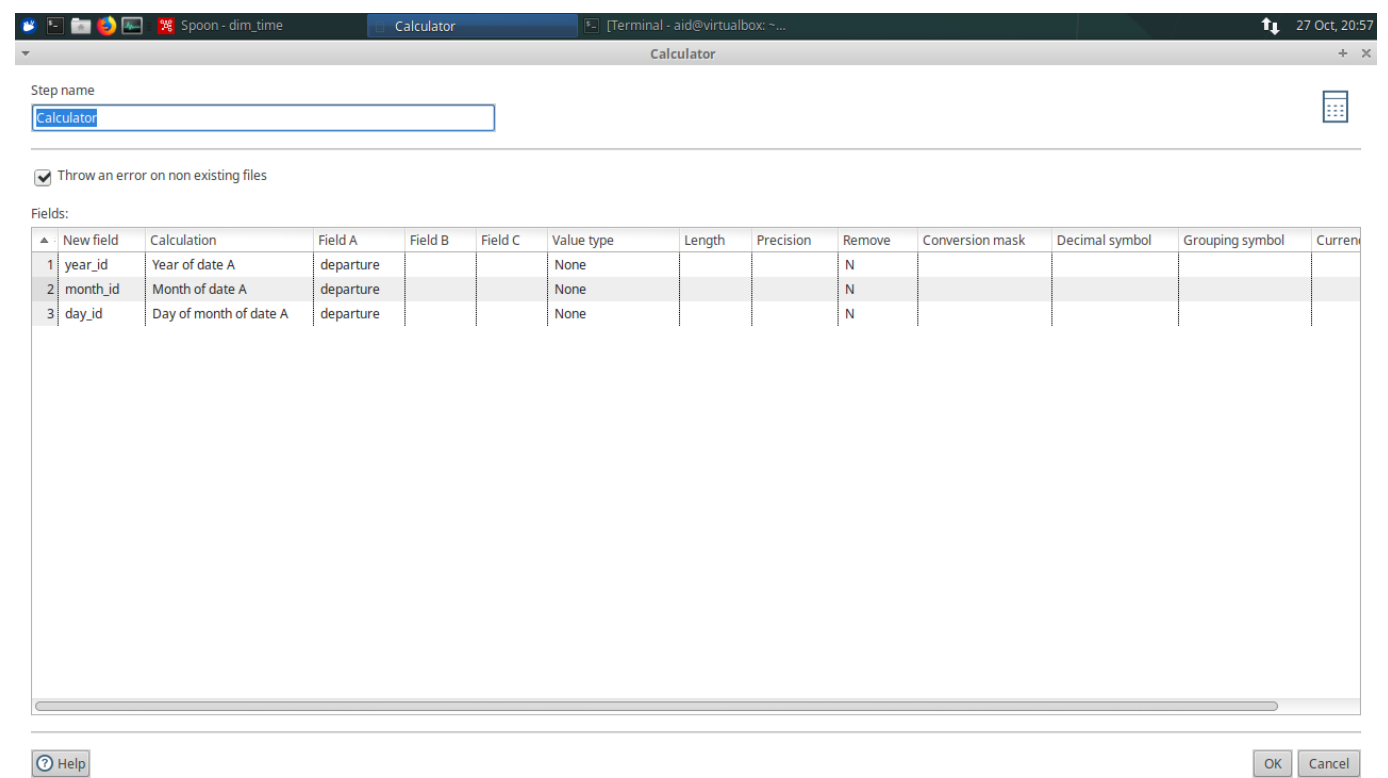 Spoon - dim_time Calculator [Terminal - aid@virtualbox: ~... 27 Oct, 20:57
Calculator
Step name
Calculator
Throw an error on non existing files
Fields:
New field Calculation Field A Field B Field C Value type Length Precision Remove Conversion mask Decimal symbol Grouping symbol Curren
1 year_id Year of date A departure None N
2 month_id Month of date A departure None N
3 day_id Day of month of date A departure None N
Help OK Cancel